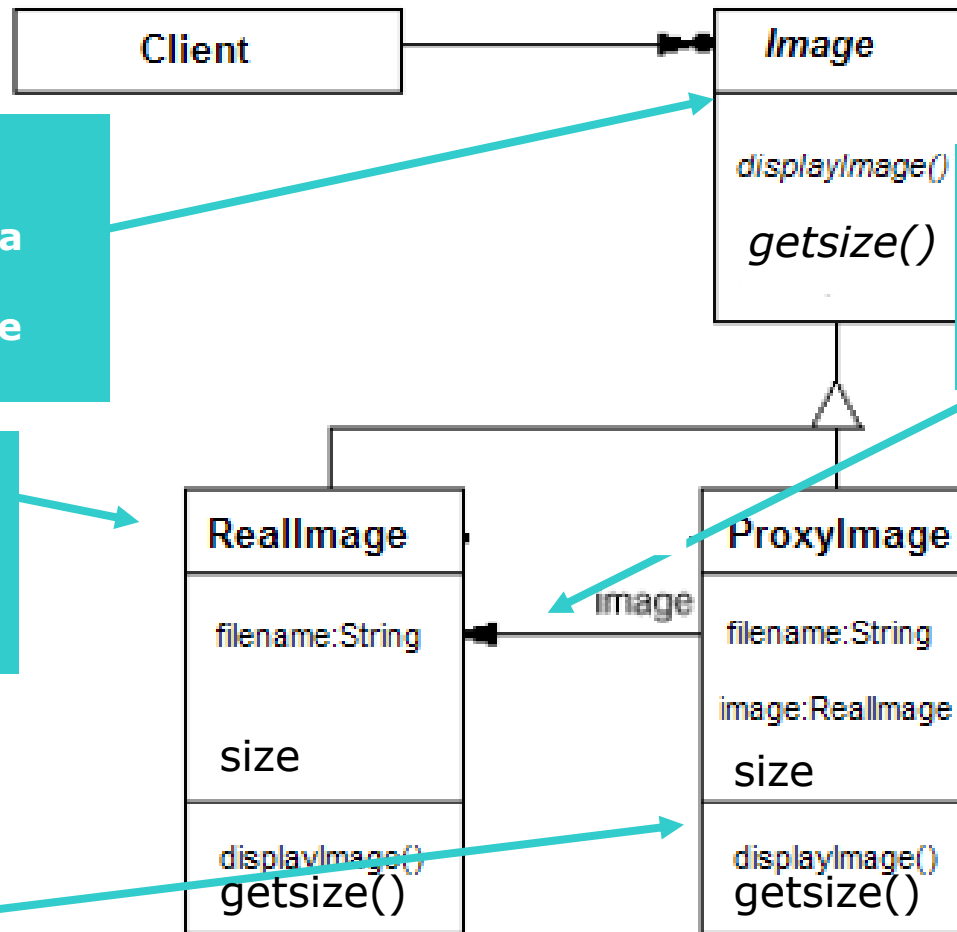 Client
Image
displayImage()
getsize()
a
e
RealImage
filename:String
size
displayImage()
getsize()
image
ProxyImage
filename:String
image:RealImage
size
displayImage()
getsize()